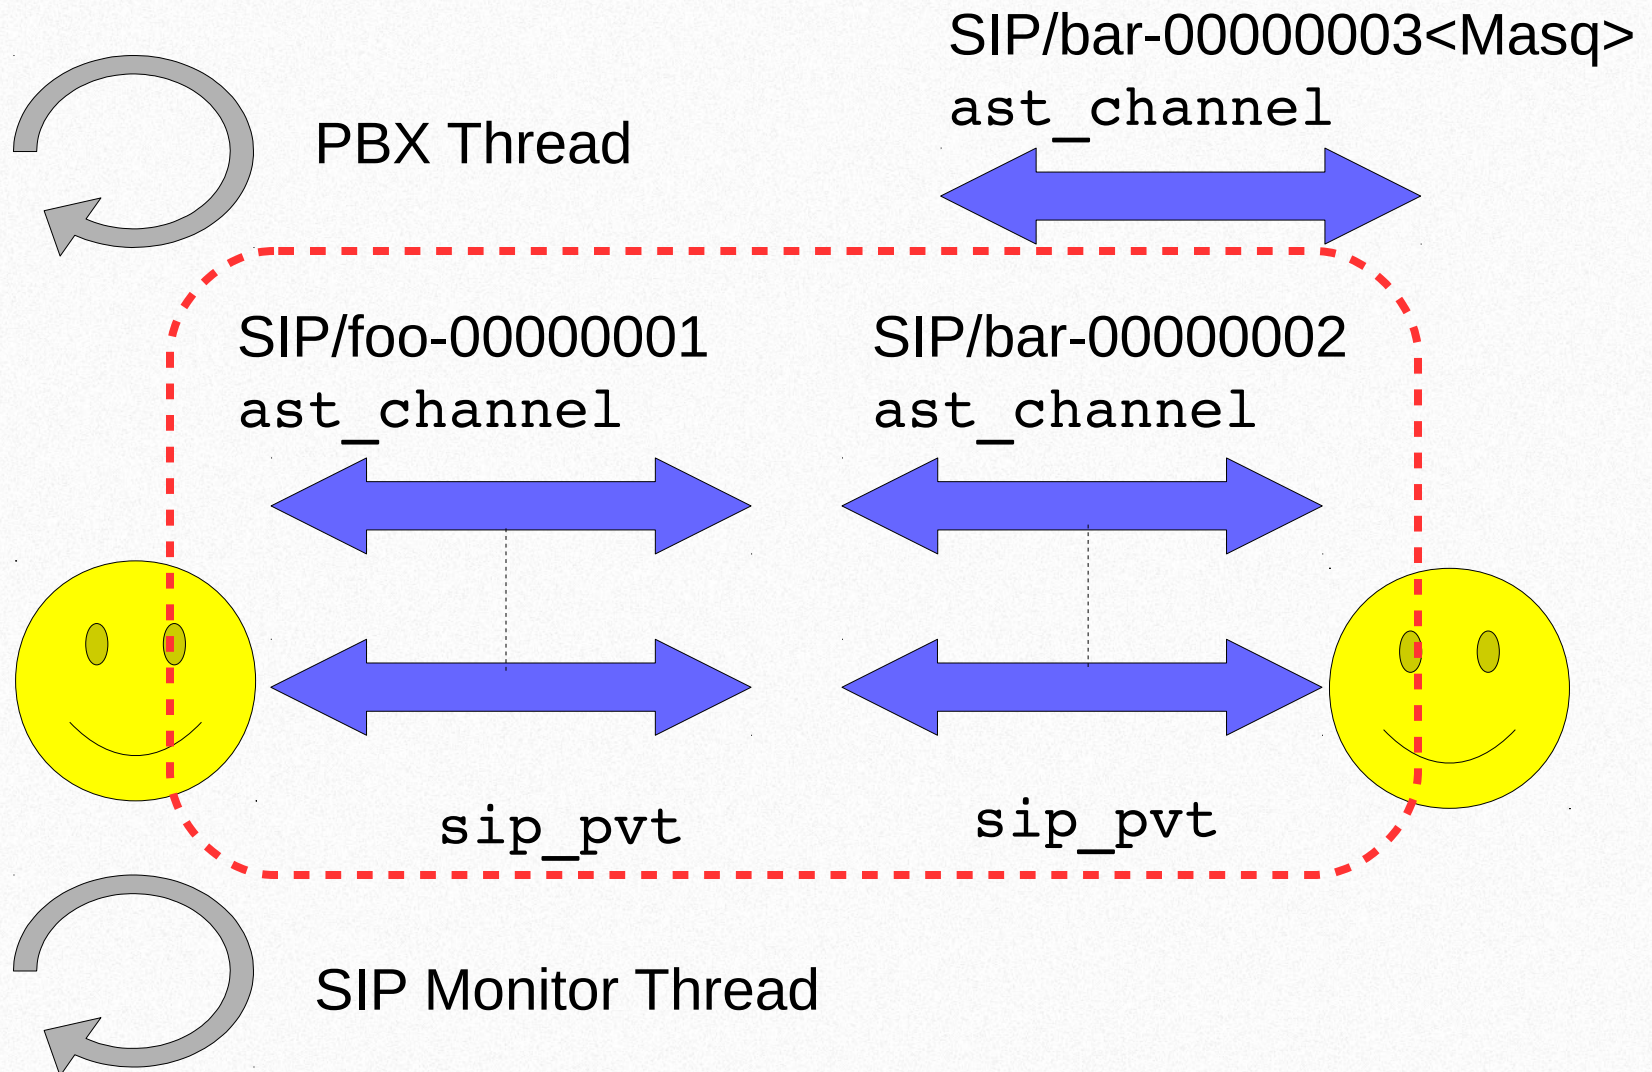 SIP/bar-00000003<Masq>
ast_channel
PBX Thread
SIP/foo-00000001
ast_channel
SIP/bar-00000002
ast_channel
sip_pvt
sip_pvt
SIP Monitor Thread